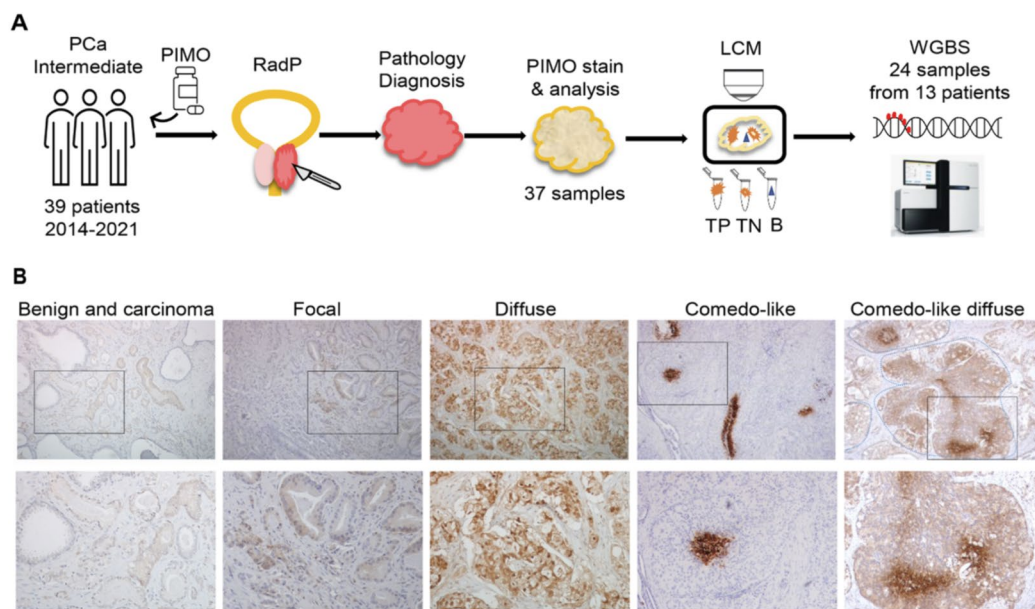 A
PCa
Intermediate
PIMO
39 patients
2014-2021
RadP
Pathology
Diagnosis
PIMO stain
& analysis
37 samples
LCM
TP TN B
WGBS
24 samples
from 13 patients
B
Benign and carcinoma
Focal
Diffuse
Comedo-like
Comedo-like diffuse